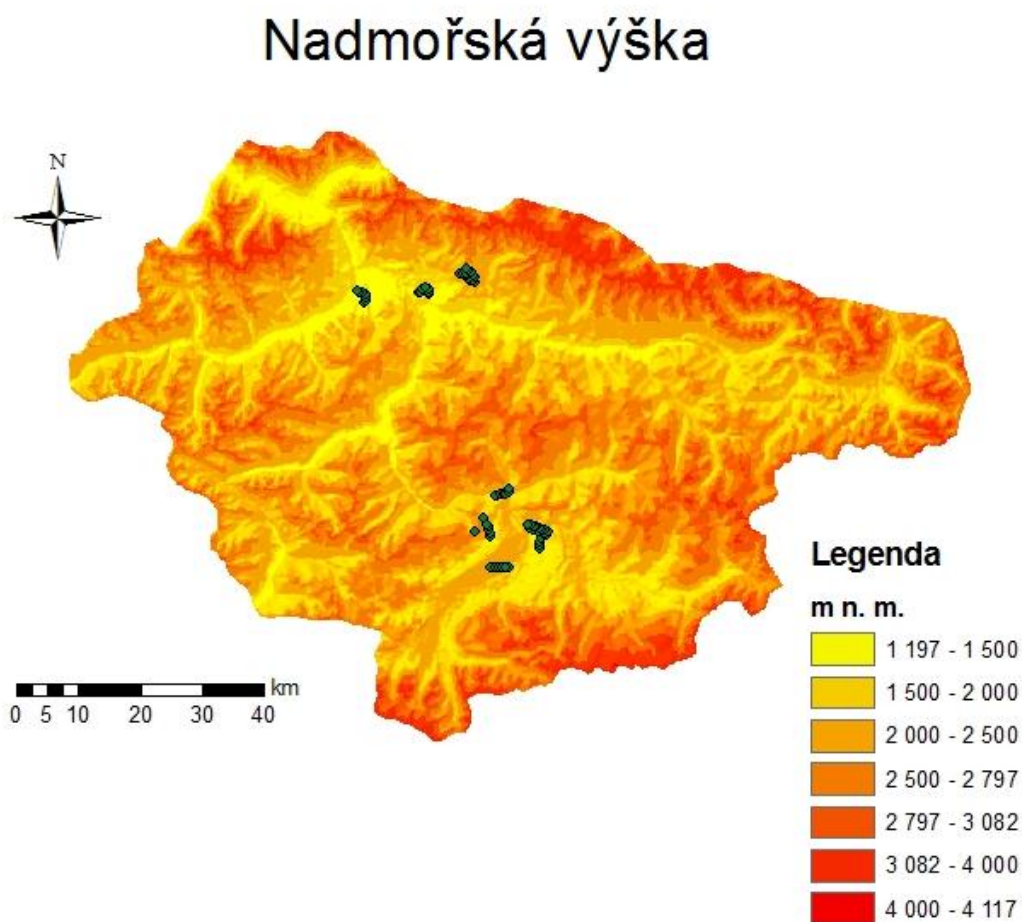 Nadmořská výška
N
km
0 5 10 20 30 40
Legenda
m n. m.
1 197 - 1 500
1 500 - 2 000
2 000 - 2 500
2 500 - 2 797
2 797 - 3 082
3 082 - 4 000
4 000 - 4 117